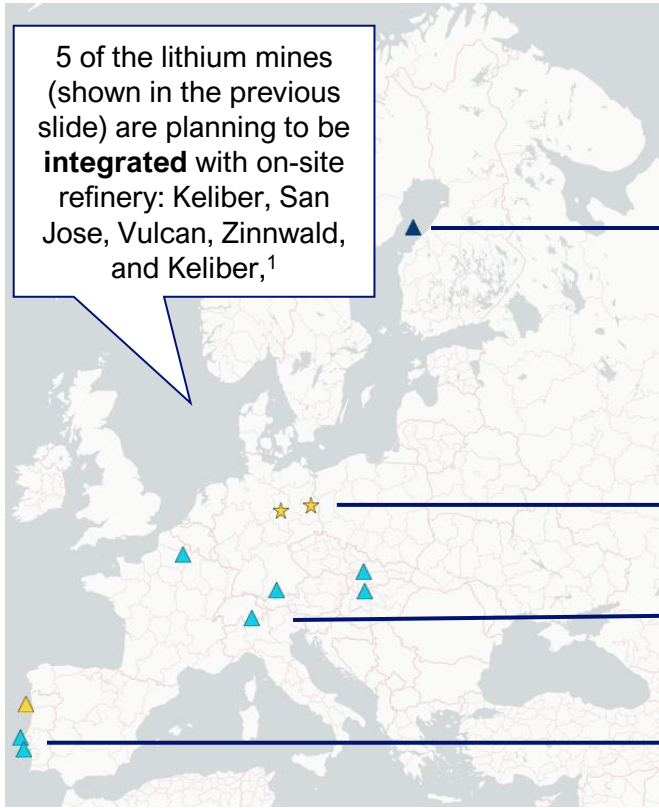 5 of the lithium mines
(shown in the previous
slide) are planning to be
integrated with on-site
refinery: Keliber, San
Jose, Vulcan, Zinnwald,
and Keliber,1